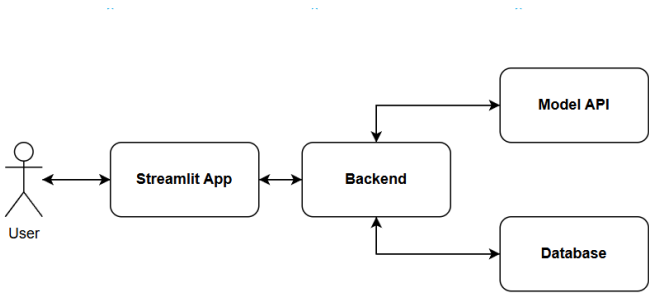 Model API
Streamlit App
Backend
User
Database